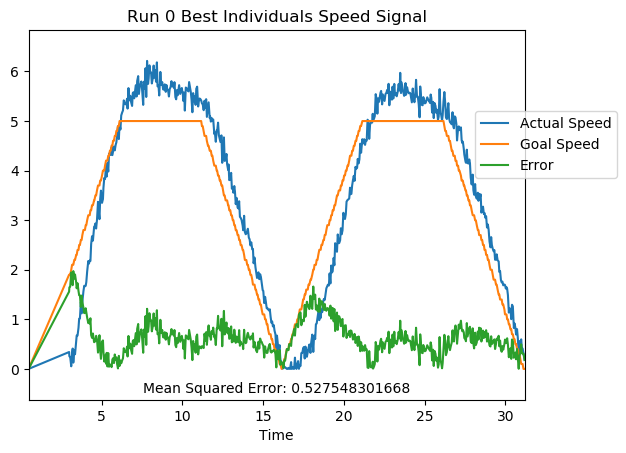 Run 0 Best Individuals Speed Signal
6
5
4
3
2
1
0
Actual Speed
Goal Speed
Error
Mean Squared Error: 0.527548301668
5 10 15 20 25 30
Time